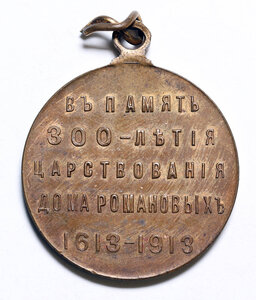 ВЪ ПАМЯТЬ
300-ЛѢТІЯ
ЦАРСТВОВАНІЯ
ДОМА РОМАНОВЫХЪ
1613-1913